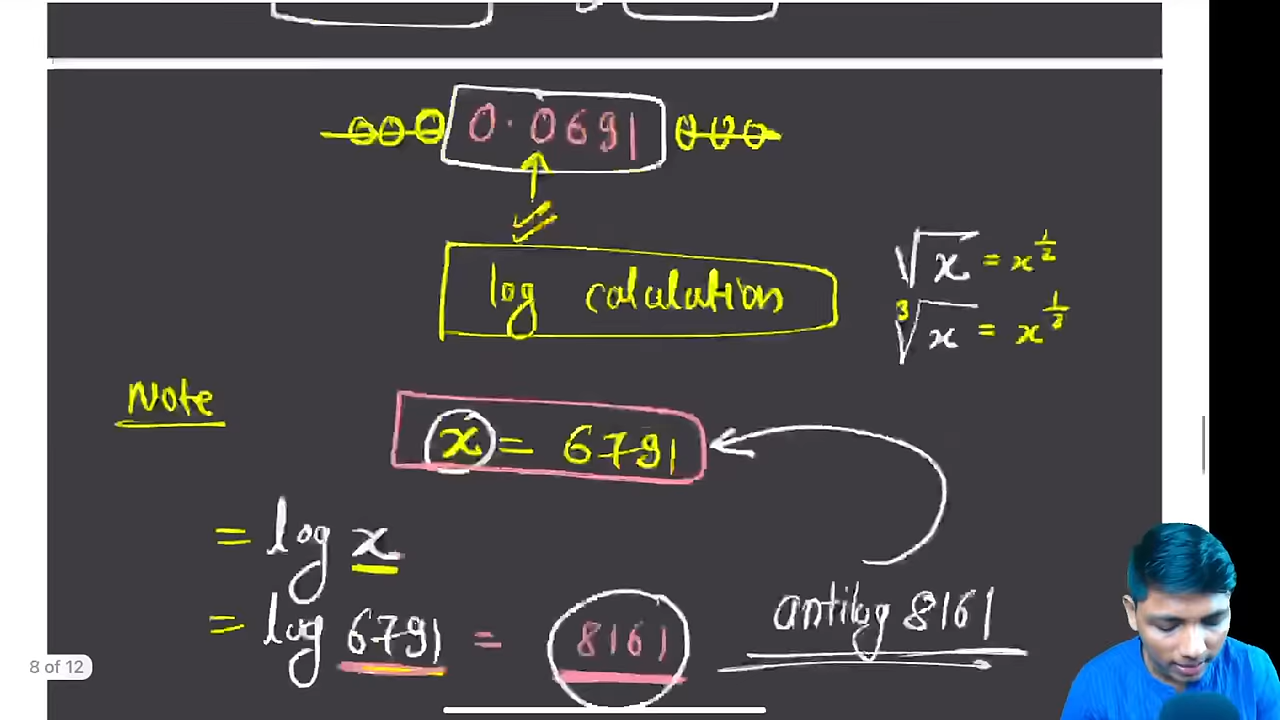 000 0.0691 000
log calculation
√x = x^1/2
∛x = x^1/3
Note
x = 6791
= log x
= log 6791 = 8161
antilog 8161
8 of 12